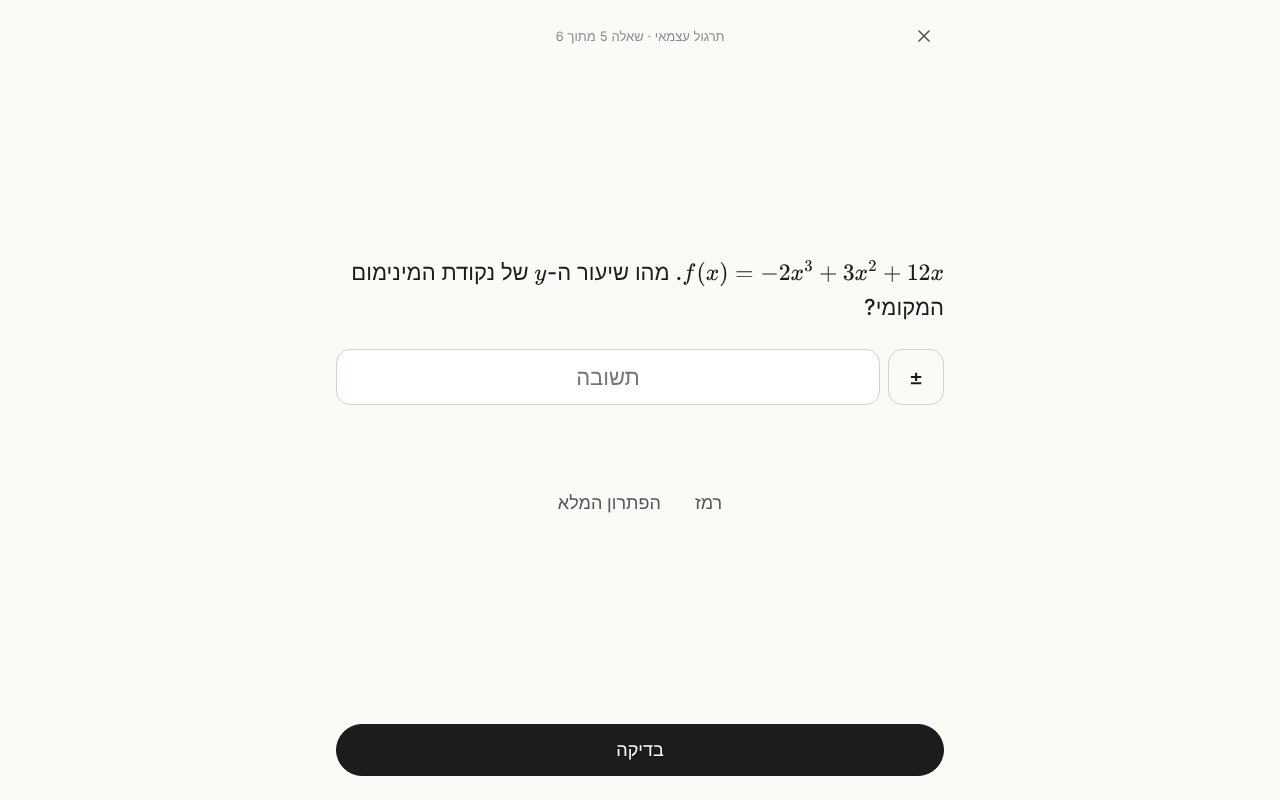 תרגול עצמאי · שאלה 5 מתוך 6
f(x) = −2x³ + 3x² + 12x. מהו שיעור ה-y של נקודת המינימום
המקומי?
±
תשובה
רמז
הפתרון המלא
בדיקה